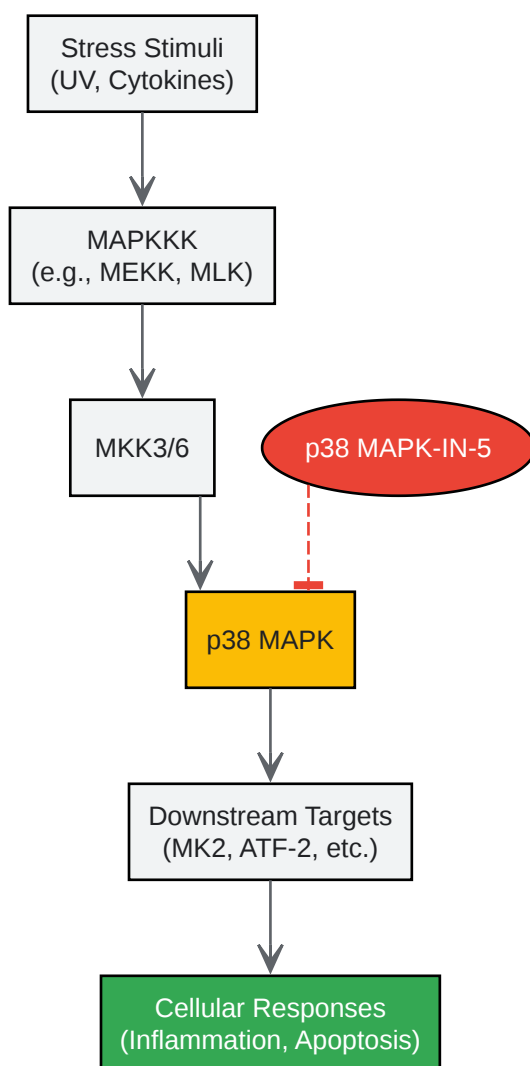 Stress Stimuli
(UV, Cytokines)
MAPKKK
(e.g., MEKK, MLK)
MKK3/6
p38 MAPK-IN-5
p38 MAPK
Downstream Targets
(MK2, ATF-2, etc.)
Cellular Responses
(Inflammation, Apoptosis)